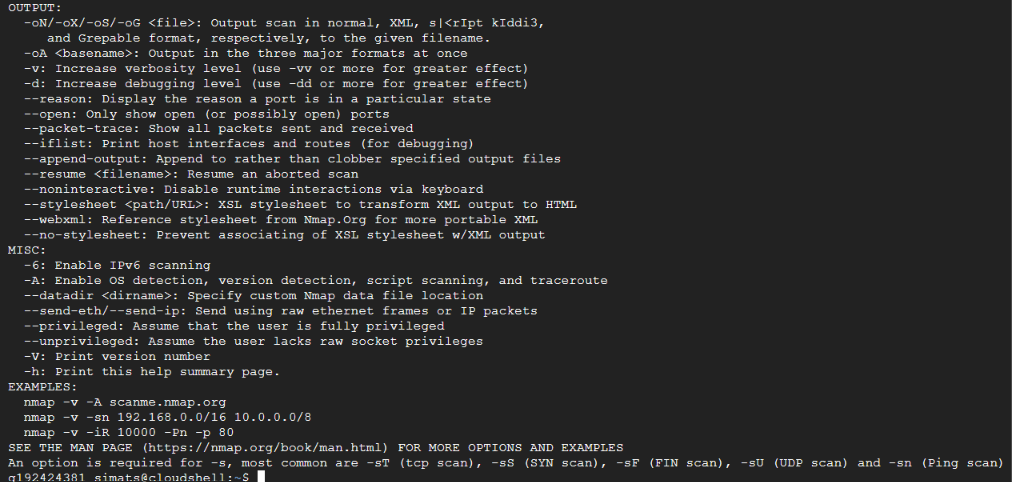 OUTPUT:
-oN/-oX/-oS/-oG <file>: Output scan in normal, XML, s|<rIpt kIddi3,
and Grepable format, respectively, to the given filename.
-oA <basename>: Output in the three major formats at once
-v: Increase verbosity level (use -vv or more for greater effect)
-d: Increase debugging level (use -dd or more for greater effect)
--reason: Display the reason a port is in a particular state
--open: Only show open (or possibly open) ports
--packet-trace: Show all packets sent and received
--iflist: Print host interfaces and routes (for debugging)
--append-output: Append to rather than clobber specified output files
--resume <filename>: Resume an aborted scan
--noninteractive: Disable runtime interactions via keyboard
--stylesheet <path/URL>: XSL stylesheet to transform XML output to HTML
--webxml: Reference stylesheet from Nmap.Org for more portable XML
--no-stylesheet: Prevent associating of XSL stylesheet w/XML output
MISC:
-6: Enable IPv6 scanning
-A: Enable OS detection, version detection, script scanning, and traceroute
--datadir <dirname>: Specify custom Nmap data file location
--send-eth/--send-ip: Send using raw ethernet frames or IP packets
--privileged: Assume that the user is fully privileged
--unprivileged: Assume the user lacks raw socket privileges
-V: Print version number
-h: Print this help summary page.
EXAMPLES:
nmap -v -A scanme.nmap.org
nmap -v -sn 192.168.0.0/16 10.0.0.0/8
nmap -v -iR 10000 -Pn -p 80
SEE THE MAN PAGE (https://nmap.org/book/man.html) FOR MORE OPTIONS AND EXAMPLES
An option is required for -s, most common are -sT (tcp scan), -sS (SYN scan), -sF (FIN scan), -sU (UDP scan) and -sn (Ping scan)
q192424381_simats@cloudshell:~$